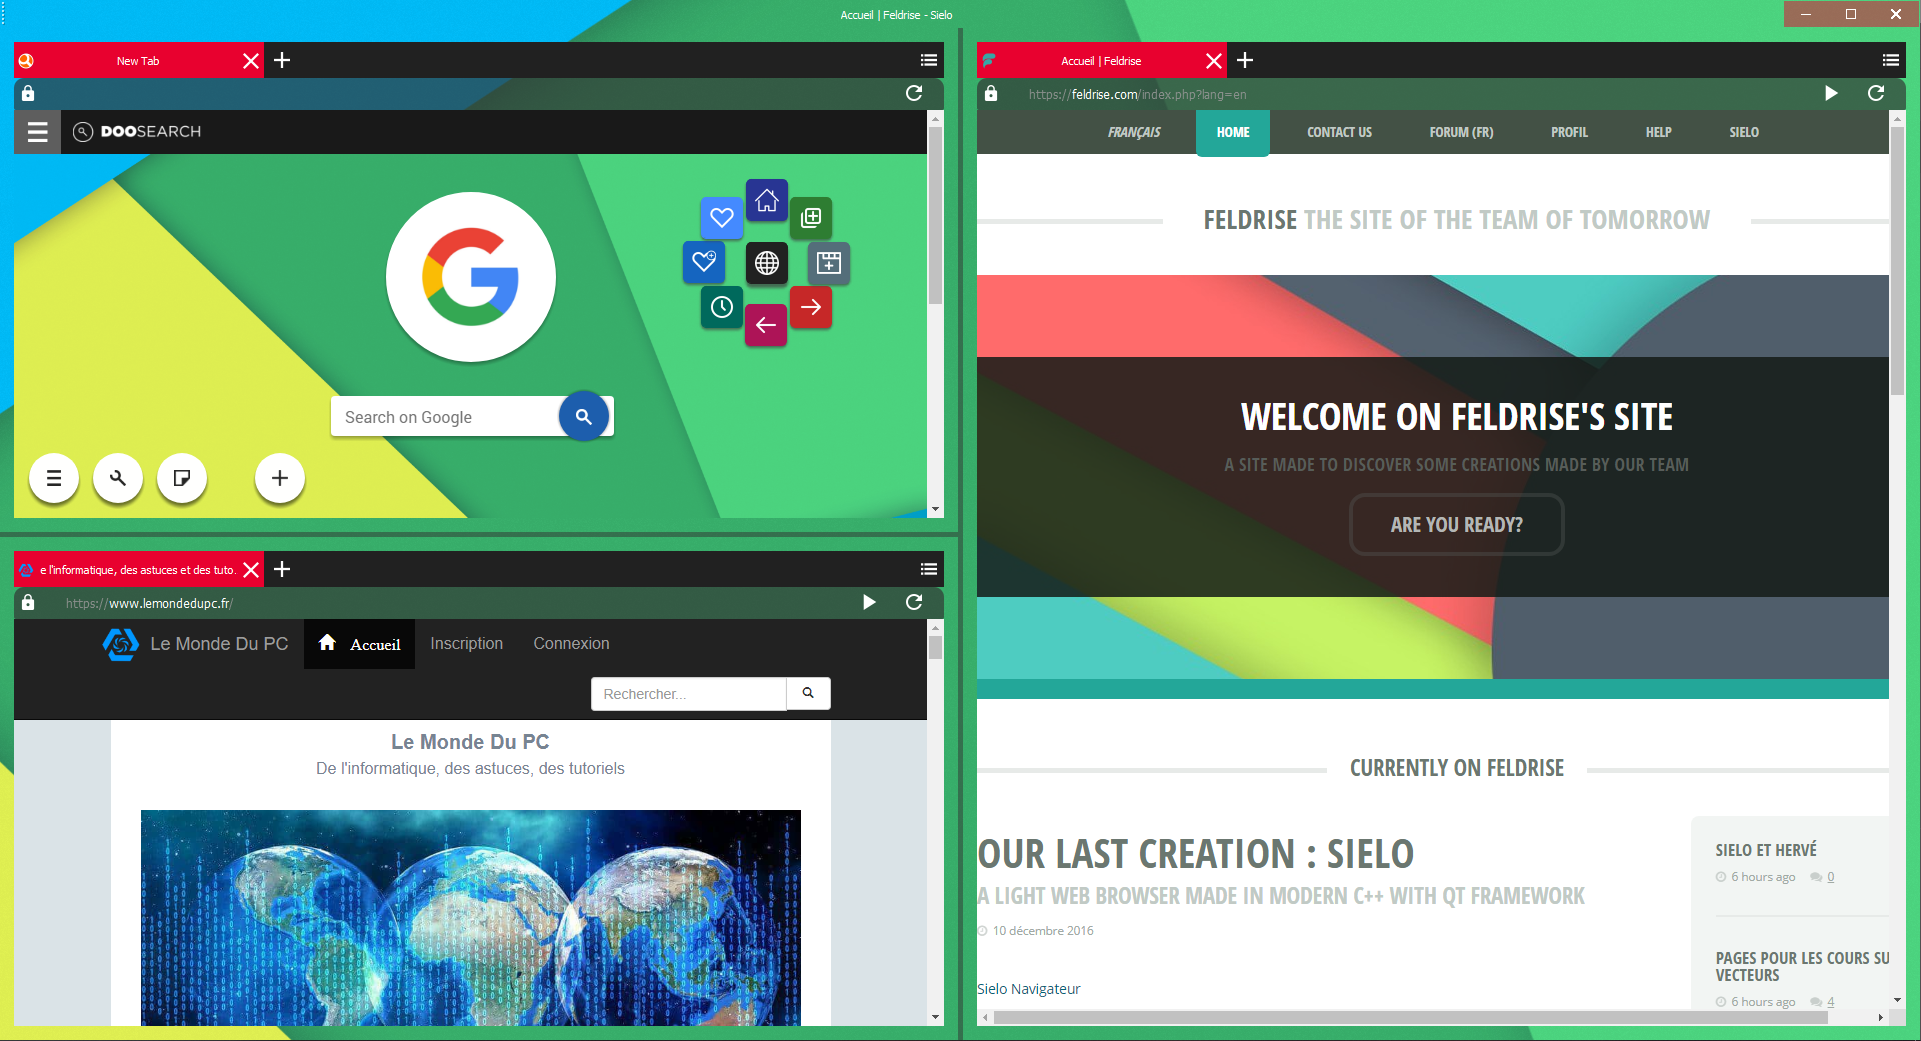 Accueil | Feldrise - Sielo
New Tab
DOOSEARCH
Search on Google
e l'informatique, des astuces et des tuto.
https://www.lemondedupc.fr/
Le Monde Du PC Accueil Inscription Connexion
Rechercher...
Le Monde Du PC
De l'informatique, des astuces, des tutoriels
Accueil | Feldrise
https://feldrise.com/index.php?lang=en
FRANÇAIS HOME CONTACT US FORUM (FR) PROFIL HELP SIELO
FELDRISE THE SITE OF THE TEAM OF TOMORROW
WELCOME ON FELDRISE'S SITE
A SITE MADE TO DISCOVER SOME CREATIONS MADE BY OUR TEAM
ARE YOU READY?
CURRENTLY ON FELDRISE
OUR LAST CREATION : SIELO
A LIGHT WEB BROWSER MADE IN MODERN C++ WITH QT FRAMEWORK
10 décembre 2016
Sielo Navigateur
SIELO ET HERVÉ
6 hours ago 0
PAGES POUR LES COURS SU
VECTEURS
6 hours ago 4